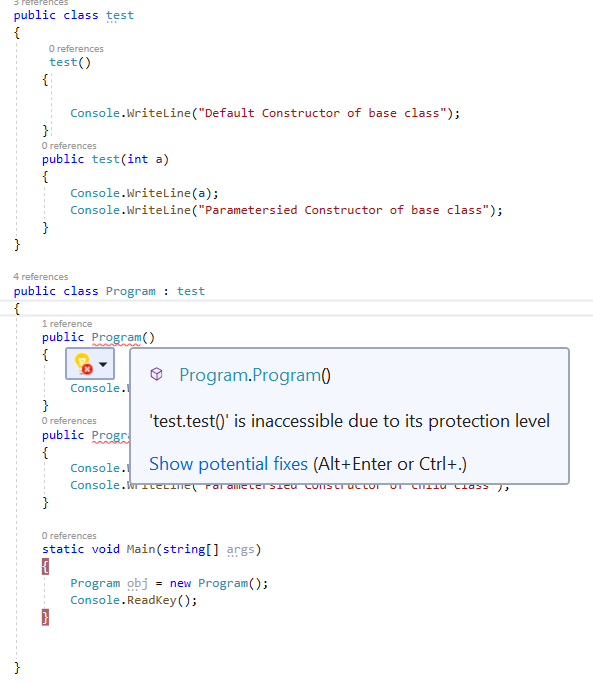 3 references
public class test
{
0 references
test()
{
Console.WriteLine("Default Constructor of base class");
}
0 references
public test(int a)
{
Console.WriteLine(a);
Console.WriteLine("Parametersied Constructor of base class");
}
}
4 references
public class Program : test
{
1 reference
public Program()
{
Program.Program()
Console.
}
'test.test()' is inaccessible due to its protection level
0 references
public
{
Show potential fixes (Alt+Enter or Ctrl+.)
Console.
Console.WriteLine("Parametersied Constructor of child class");
}
0 references
static void Main(string[] args)
{
Program obj = new Program();
Console.ReadKey();
}
}